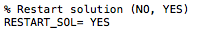 % Restart solution (NO, YES)
RESTART_SOL= YES